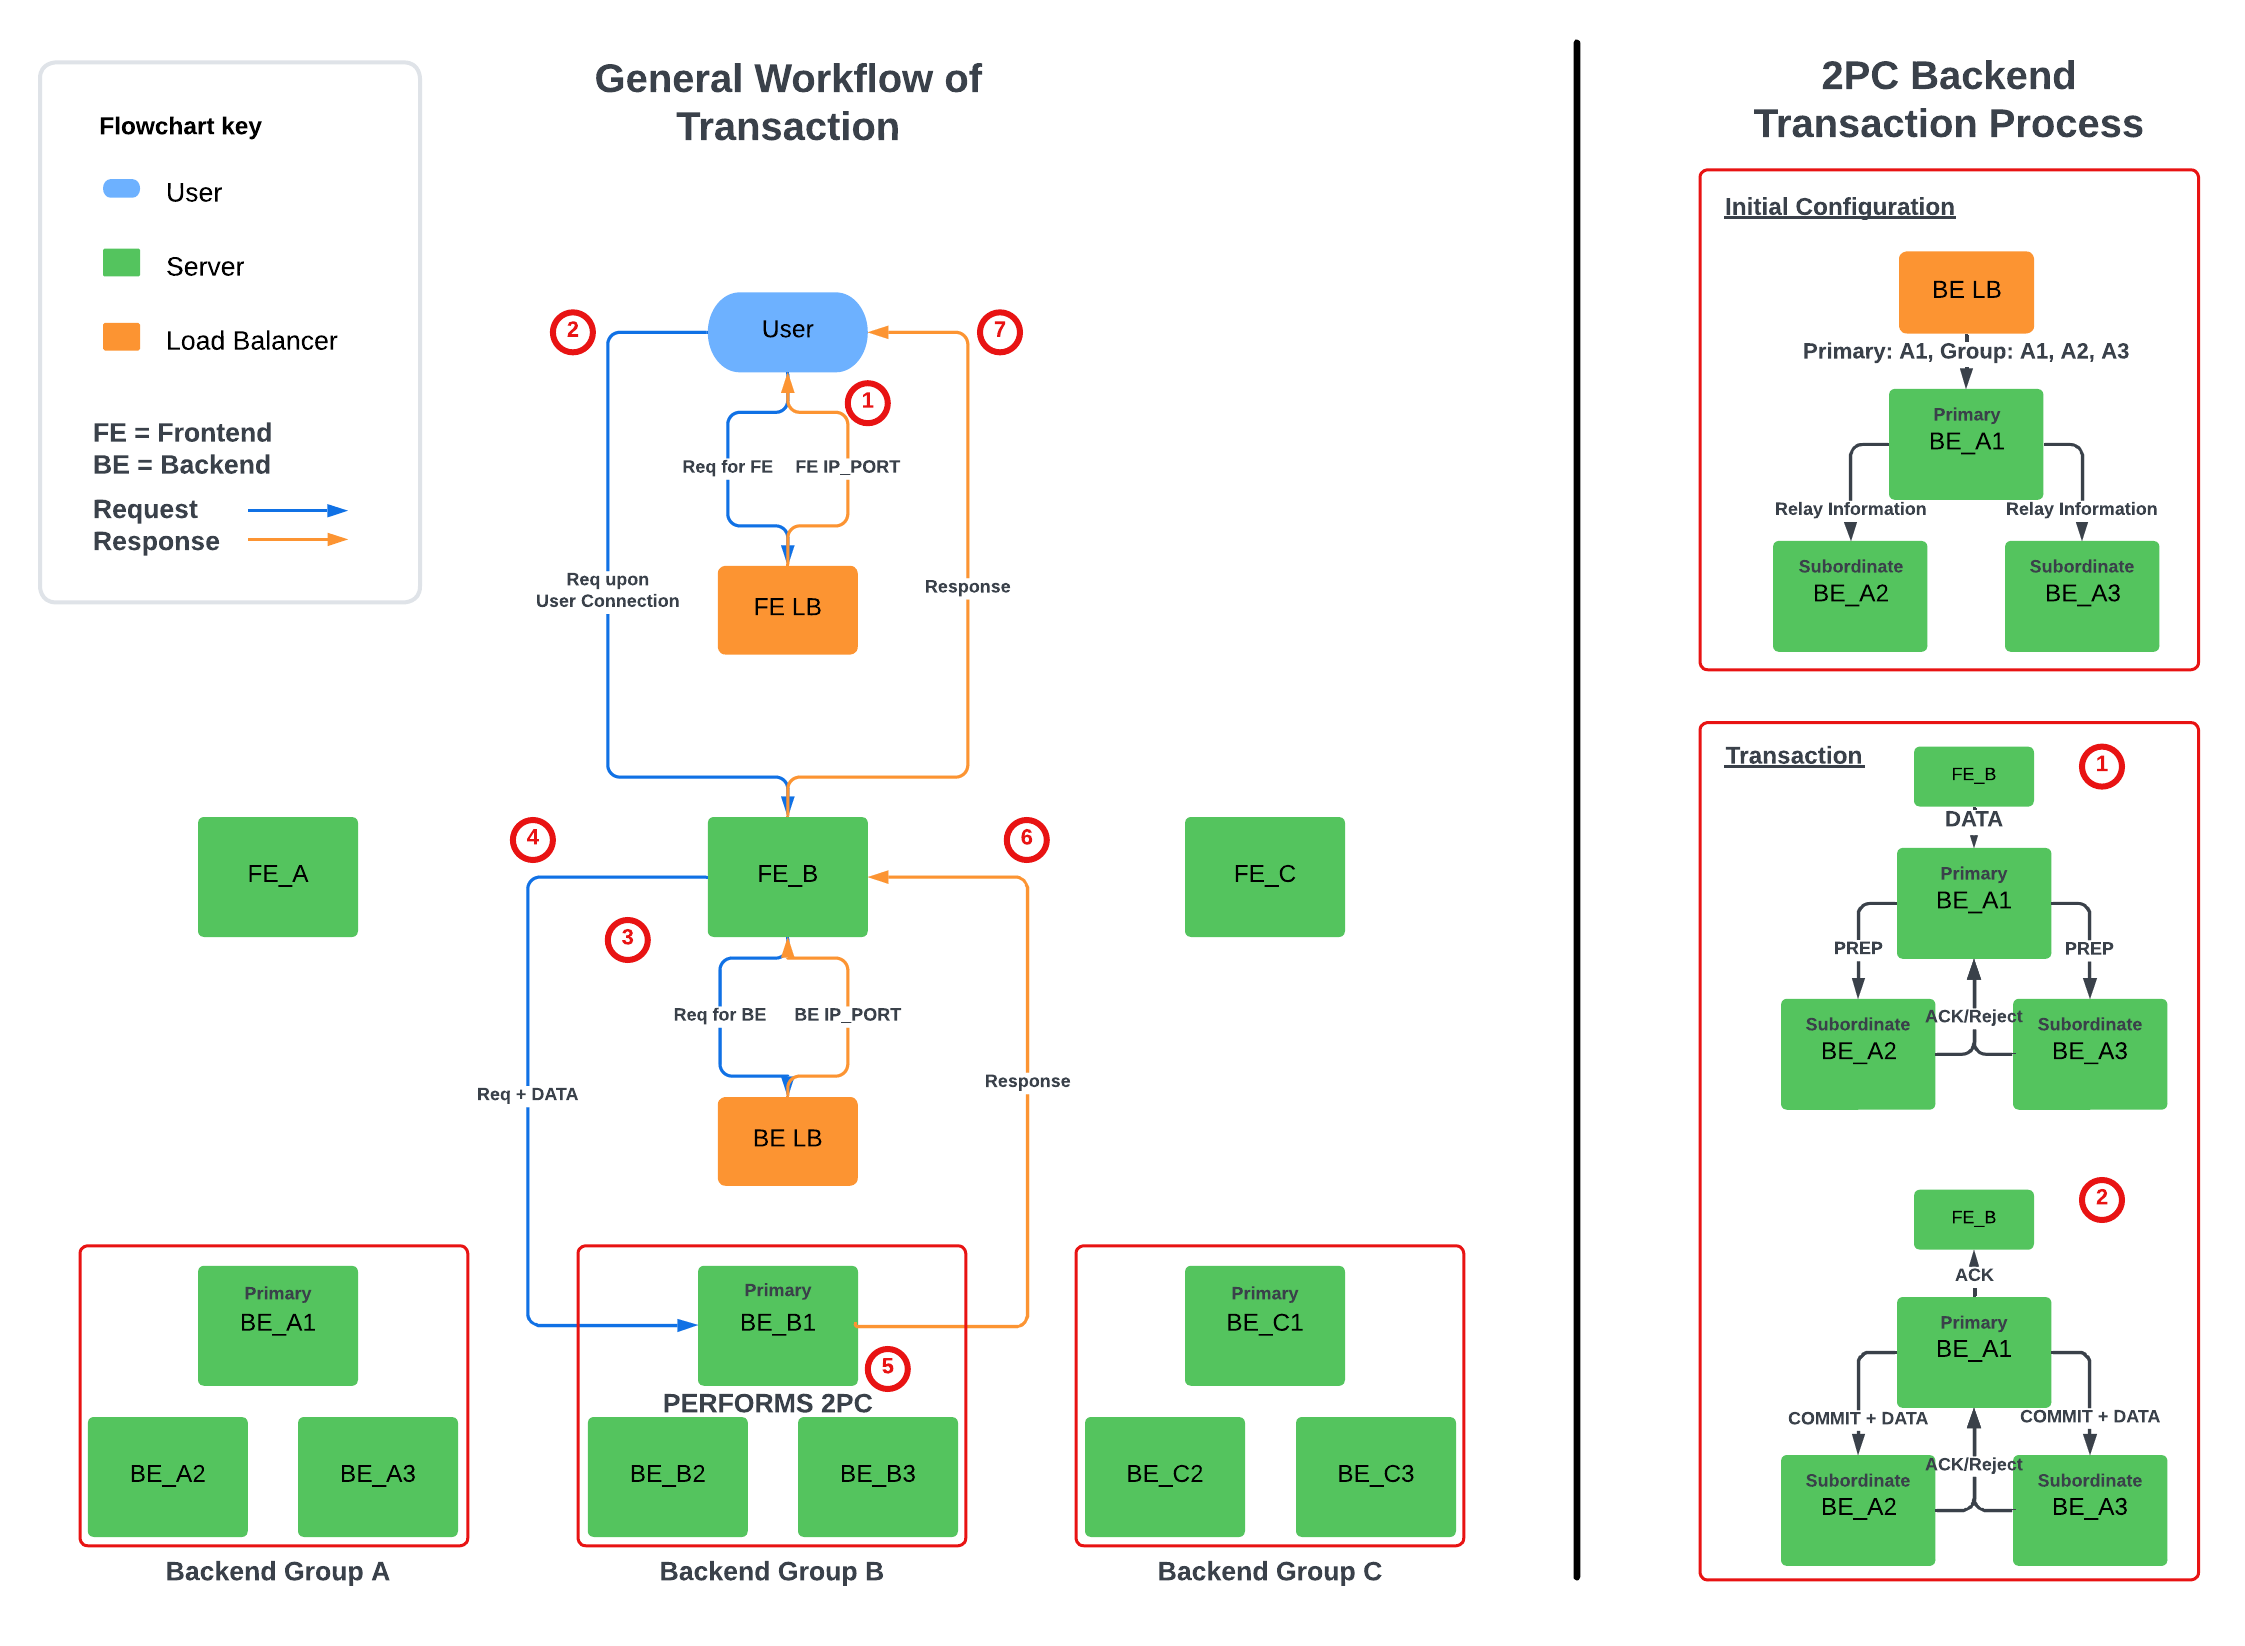 Flowchart key
User
Server
Load Balancer
FE = Frontend
BE = Backend
Request
Response
General Workflow of
Transaction
2
User
7
1
Req for FE
FE IP_PORT
Req upon
User Connection
Response
FE LB
FE_A
4
FE_B
6
FE_C
3
Req for BE
BE IP_PORT
Req + DATA
Response
BE LB
Primary
BE_A1
BE_A2
BE_A3
Backend Group A
Primary
BE_B1
5
PERFORMS 2PC
BE_B2
BE_B3
Backend Group B
Primary
BE_C1
BE_C2
BE_C3
Backend Group C
2PC Backend
Transaction Process
Initial Configuration
BE LB
Primary: A1, Group: A1, A2, A3
Primary
BE_A1
Relay Information
Relay Information
Subordinate
BE_A2
Subordinate
BE_A3
Transaction
FE_B
1
DATA
Primary
BE_A1
PREP
PREP
ACK/Reject
Subordinate
BE_A2
Subordinate
BE_A3
FE_B
2
ACK
Primary
BE_A1
COMMIT + DATA
COMMIT + DATA
ACK/Reject
Subordinate
BE_A2
Subordinate
BE_A3